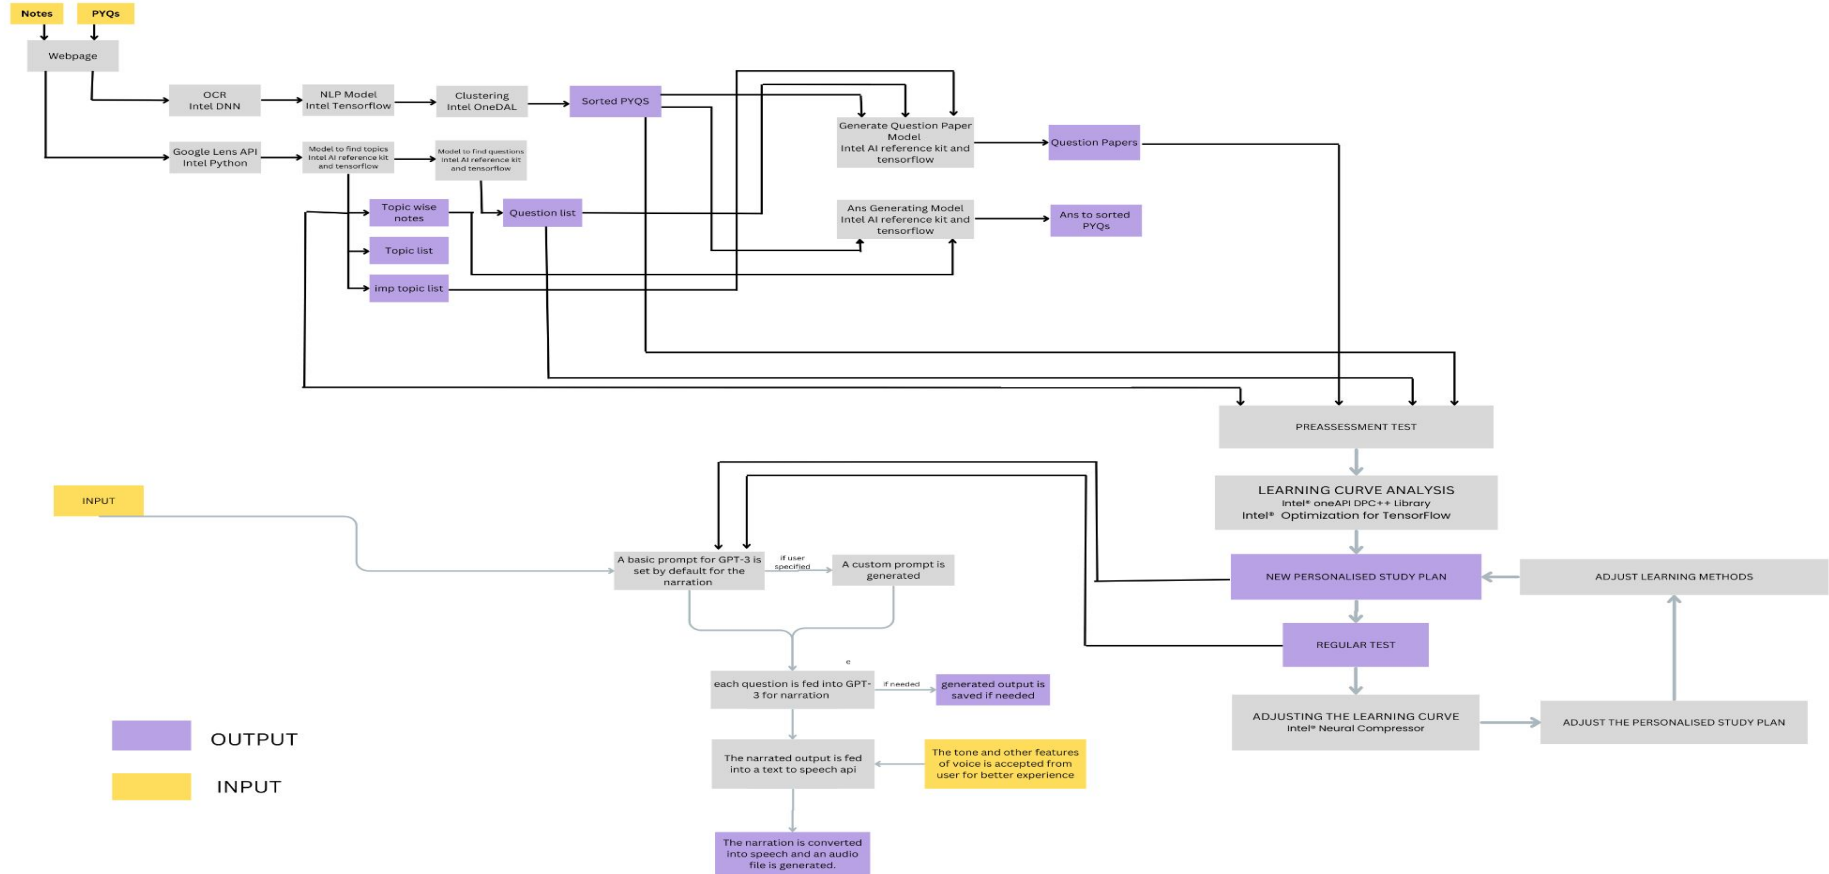 Notes
PYQs
Webpage
OCR
Intel DNN
NLP Model
Intel Tensorflow
Clustering
Intel OneDAL
Sorted PYQS
Generate Question Paper
Model
Intel AI reference kit and
tensorflow
Question Papers
Google Lens API
Intel Python
Model to find topics
Intel AI reference kit
and tensorflow
Model to find questions
Intel AI reference kit
and tensorflow
Topic wise
notes
Question list
Ans Generating Model
Intel AI reference kit and
tensorflow
Ans to sorted
PYQs
Topic list
imp topic list
PREASSESSMENT TEST
LEARNING CURVE ANALYSIS
Intel® oneAPI DPC++ Library
Intel® Optimization for TensorFlow
INPUT
A basic prompt for GPT-3 is
set by default for the
narration
if user
specified
A custom prompt is
generated
NEW PERSONALISED STUDY PLAN
ADJUST LEARNING METHODS
REGULAR TEST
e
each question is fed into GPT-
3 for narration
if needed
generated output is
saved if needed
ADJUSTING THE LEARNING CURVE
Intel® Neural Compressor
ADJUST THE PERSONALISED STUDY PLAN
OUTPUT
The narrated output is fed
into a text to speech api
The tone and other features
of voice is accepted from
user for better experience
INPUT
The narration is converted
into speech and an audio
file is generated.